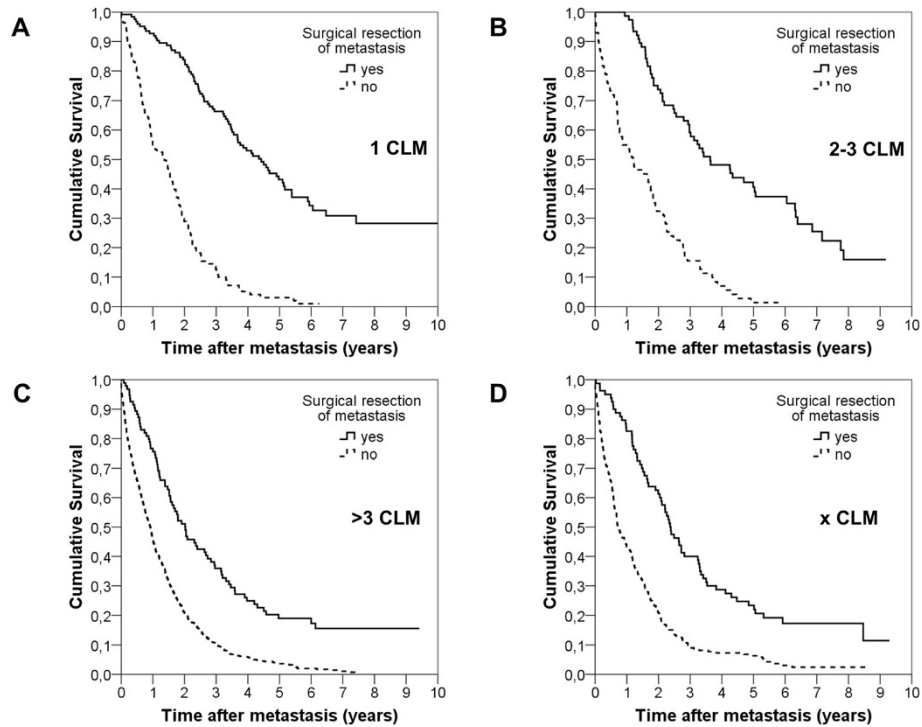 A
Surgical resection
of metastasis
yes
no
1 CLM
Cumulative Survival
1,0
0,9
0,8
0,7
0,6
0,5
0,4
0,3
0,2
0,1
0,0
0 1 2 3 4 5 6 7 8 9 10
Time after metastasis (years)
B
Surgical resection
of metastasis
yes
no
2-3 CLM
Cumulative Survival
1,0
0,9
0,8
0,7
0,6
0,5
0,4
0,3
0,2
0,1
0,0
0 1 2 3 4 5 6 7 8 9 10
Time after metastasis (years)
C
Surgical resection
of metastasis
yes
no
>3 CLM
Cumulative Survival
1,0
0,9
0,8
0,7
0,6
0,5
0,4
0,3
0,2
0,1
0,0
0 1 2 3 4 5 6 7 8 9 10
Time after metastasis (years)
D
Surgical resection
of metastasis
yes
no
x CLM
Cumulative Survival
1,0
0,9
0,8
0,7
0,6
0,5
0,4
0,3
0,2
0,1
0,0
0 1 2 3 4 5 6 7 8 9 10
Time after metastasis (years)